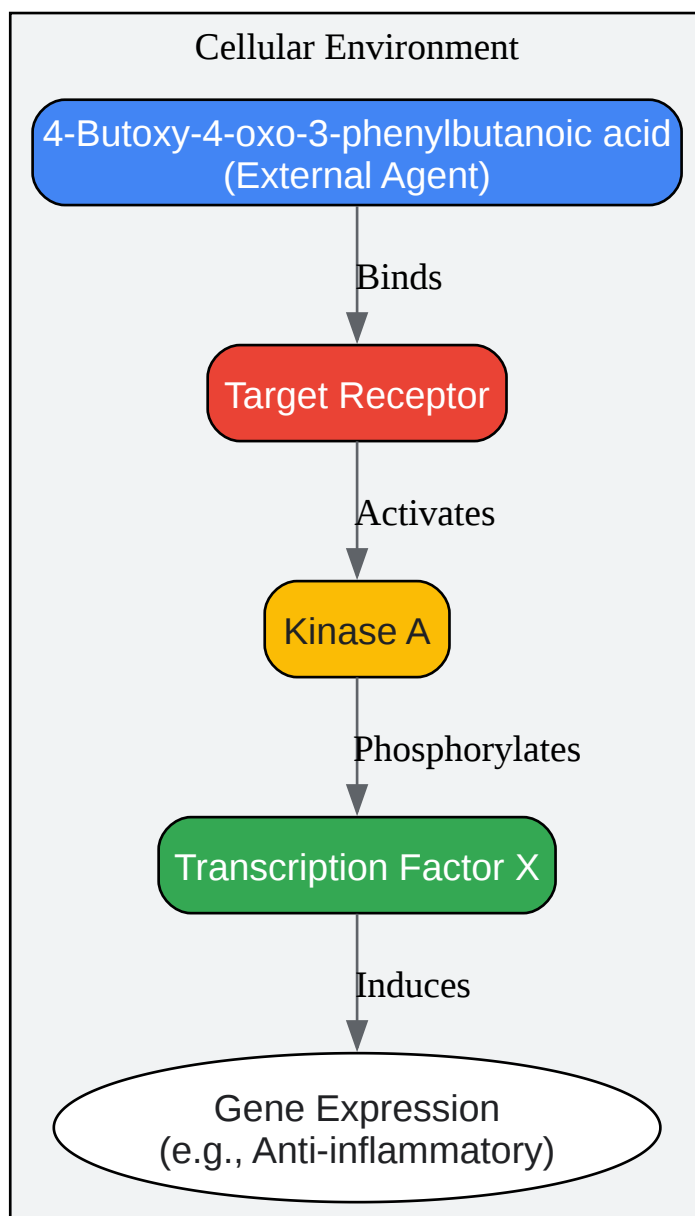 Cellular Environment
4-Butoxy-4-oxo-3-phenylbutanoic acid
(External Agent)
Binds
Target Receptor
Activates
Kinase A
Phosphorylates
Transcription Factor X
Induces
Gene Expression
(e.g., Anti-inflammatory)